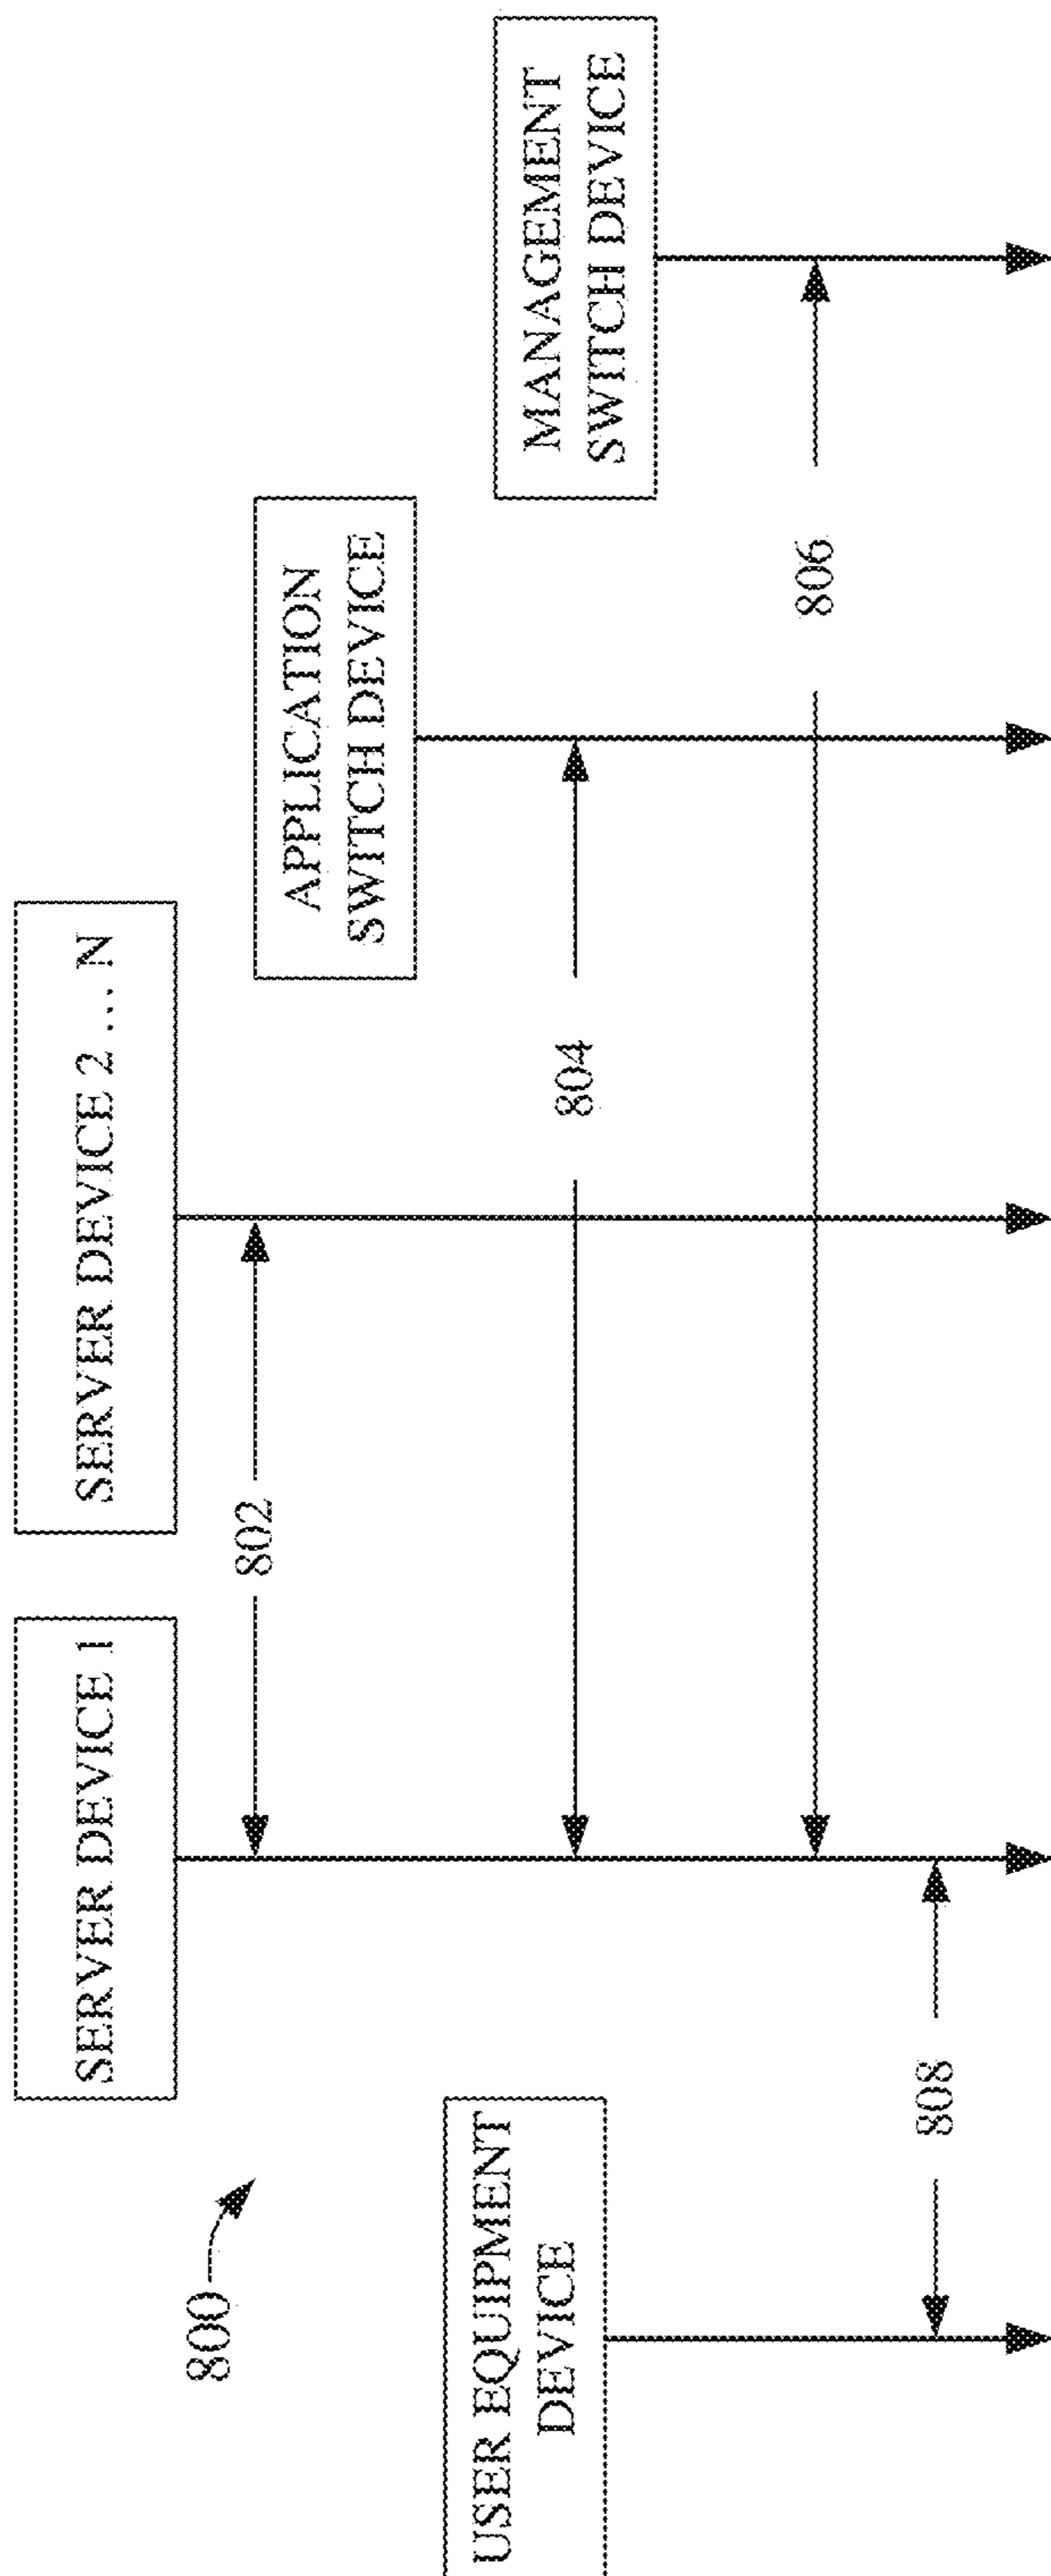 800
USER EQUIPMENT
DEVICE
SERVER DEVICE 1
SERVER DEVICE 2 ... N
APPLICATION
SWITCH DEVICE
MANAGEMENT
SWITCH DEVICE
802
804
806
808